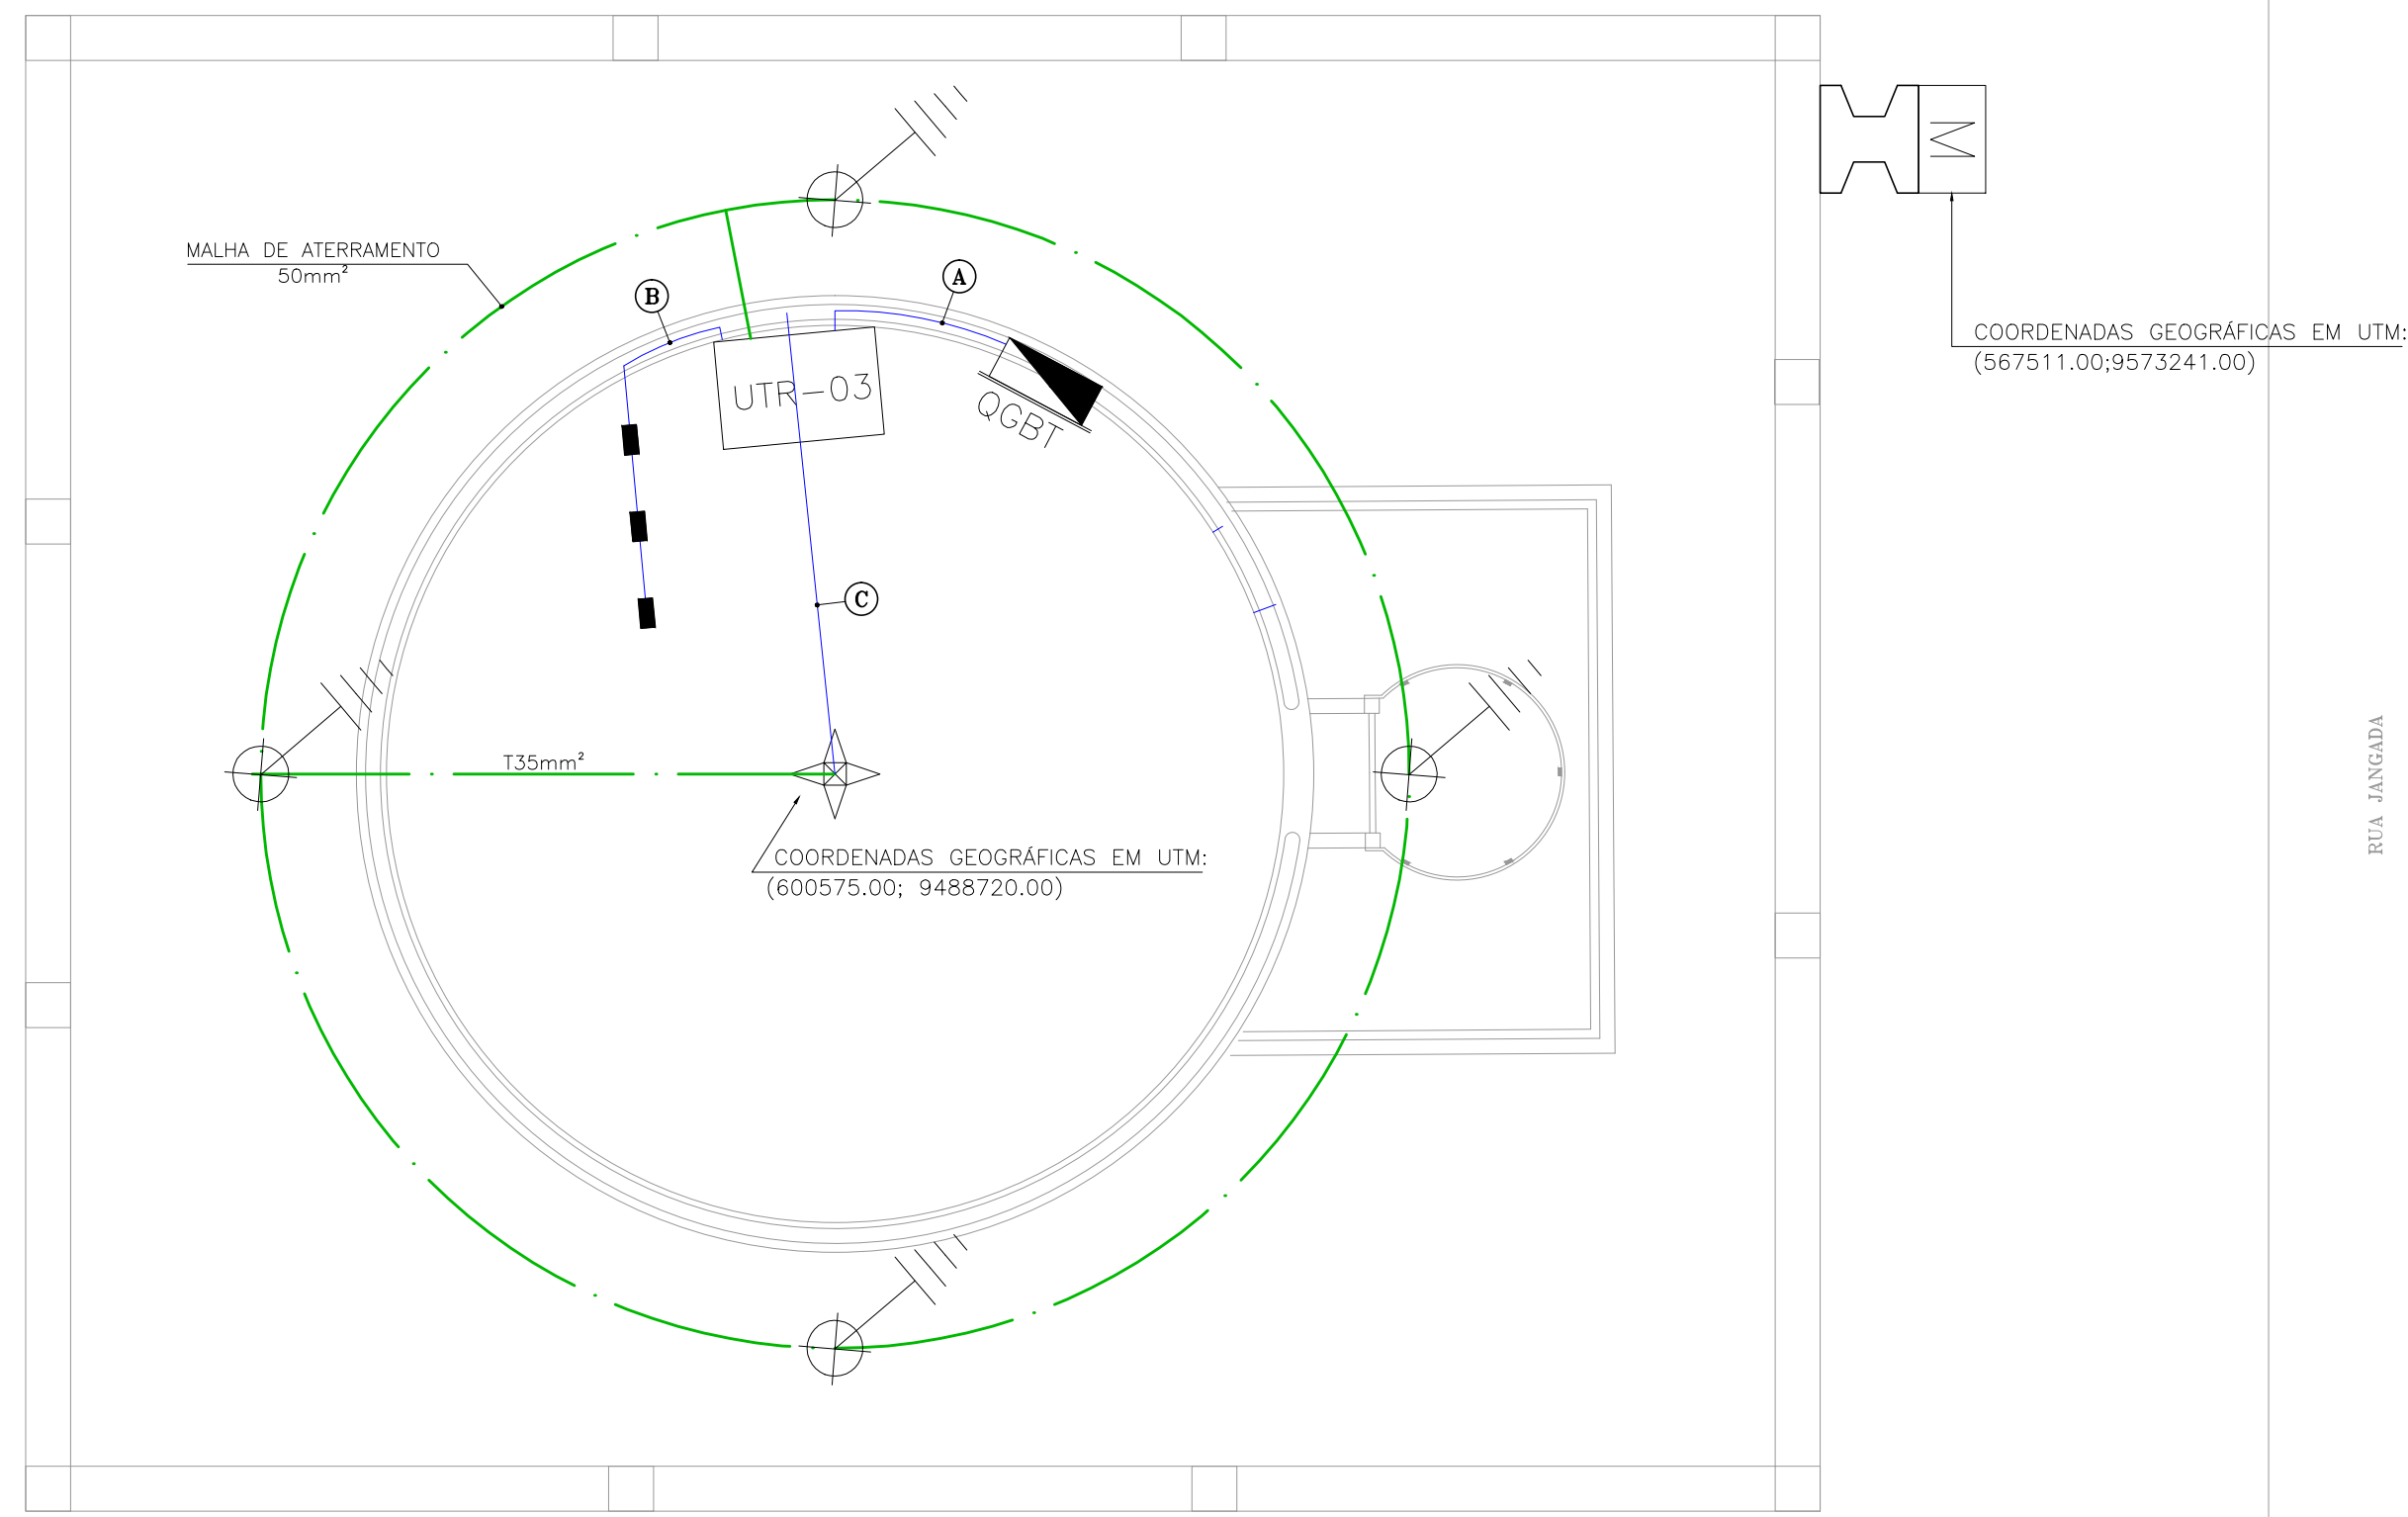 M
MALHA DE ATERRAMENTO
50mm²
B
A
COORDENADAS GEOGRÁFICAS EM UTM:
(567511.00;9573241.00)
UTR-03
QGBT
C
T35mm²
RUA JANGADA
COORDENADAS GEOGRÁFICAS EM UTM:
(600575.00; 9488720.00)